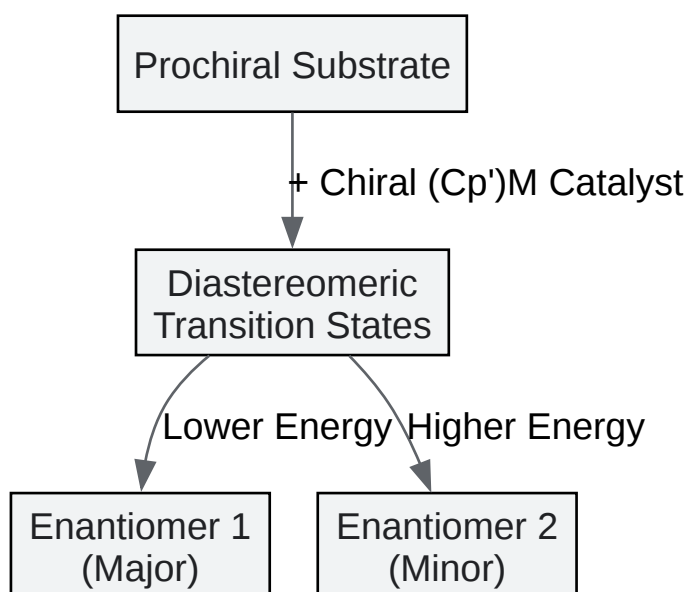 Prochiral Substrate
+ Chiral (Cp')M Catalyst
Diastereomeric
Transition States
Lower Energy
Higher Energy
Enantiomer 1
(Major)
Enantiomer 2
(Minor)